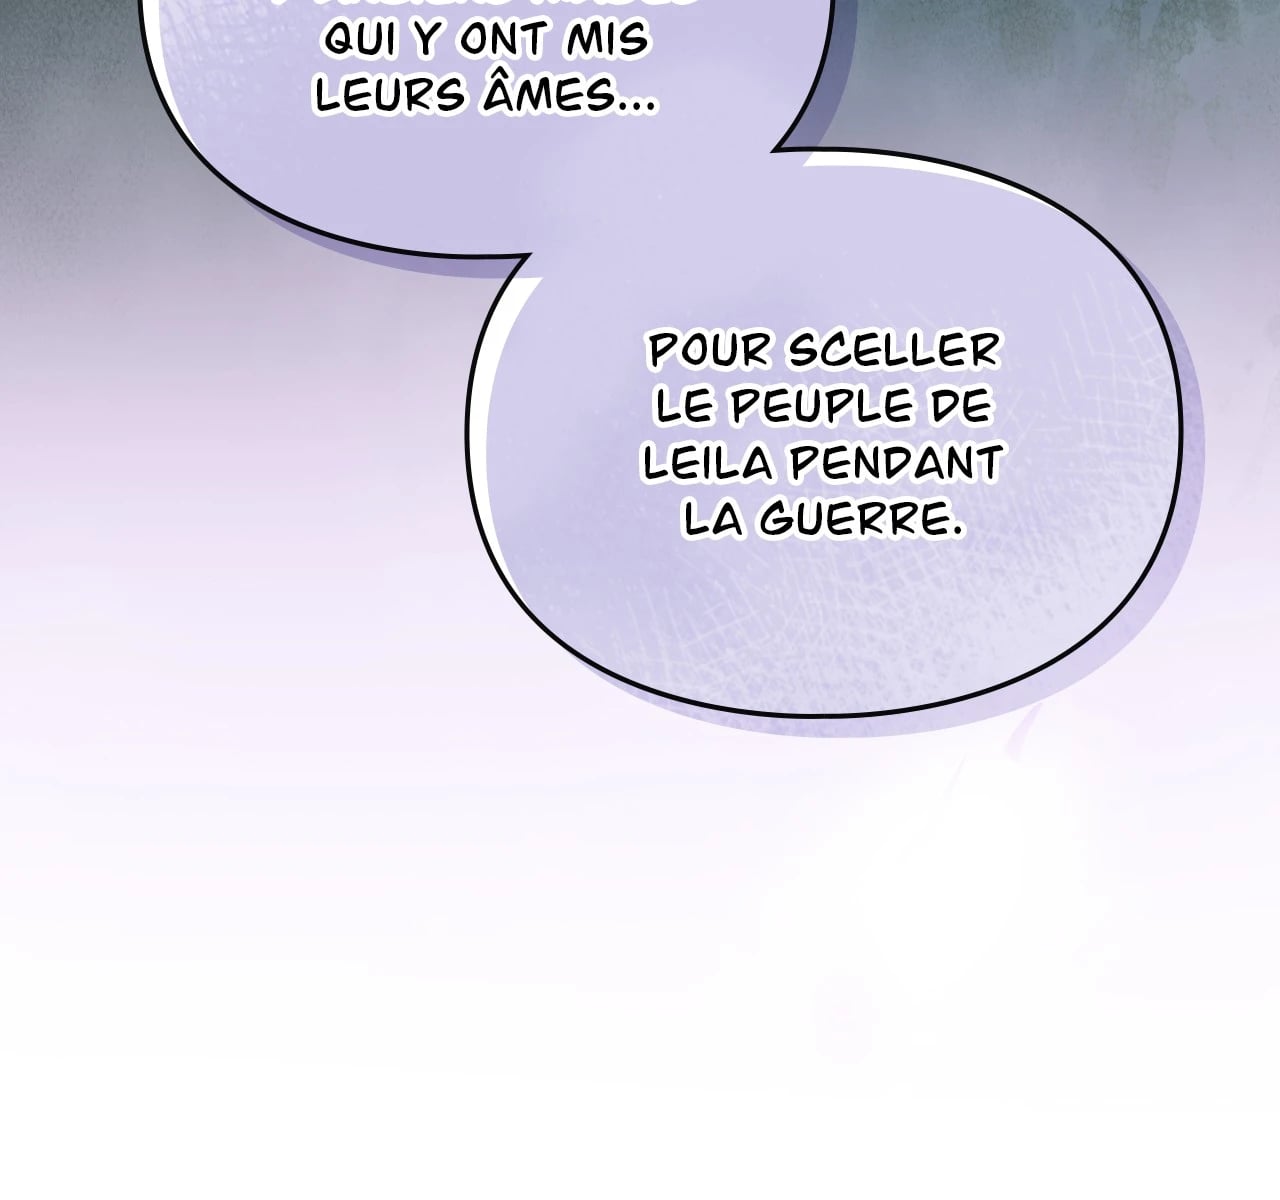 QUI Y ONT MIS
LEURS ÂMES...
POUR SCELLER
LE PEUPLE DE
LEILA PENDANT
LA GUERRE.